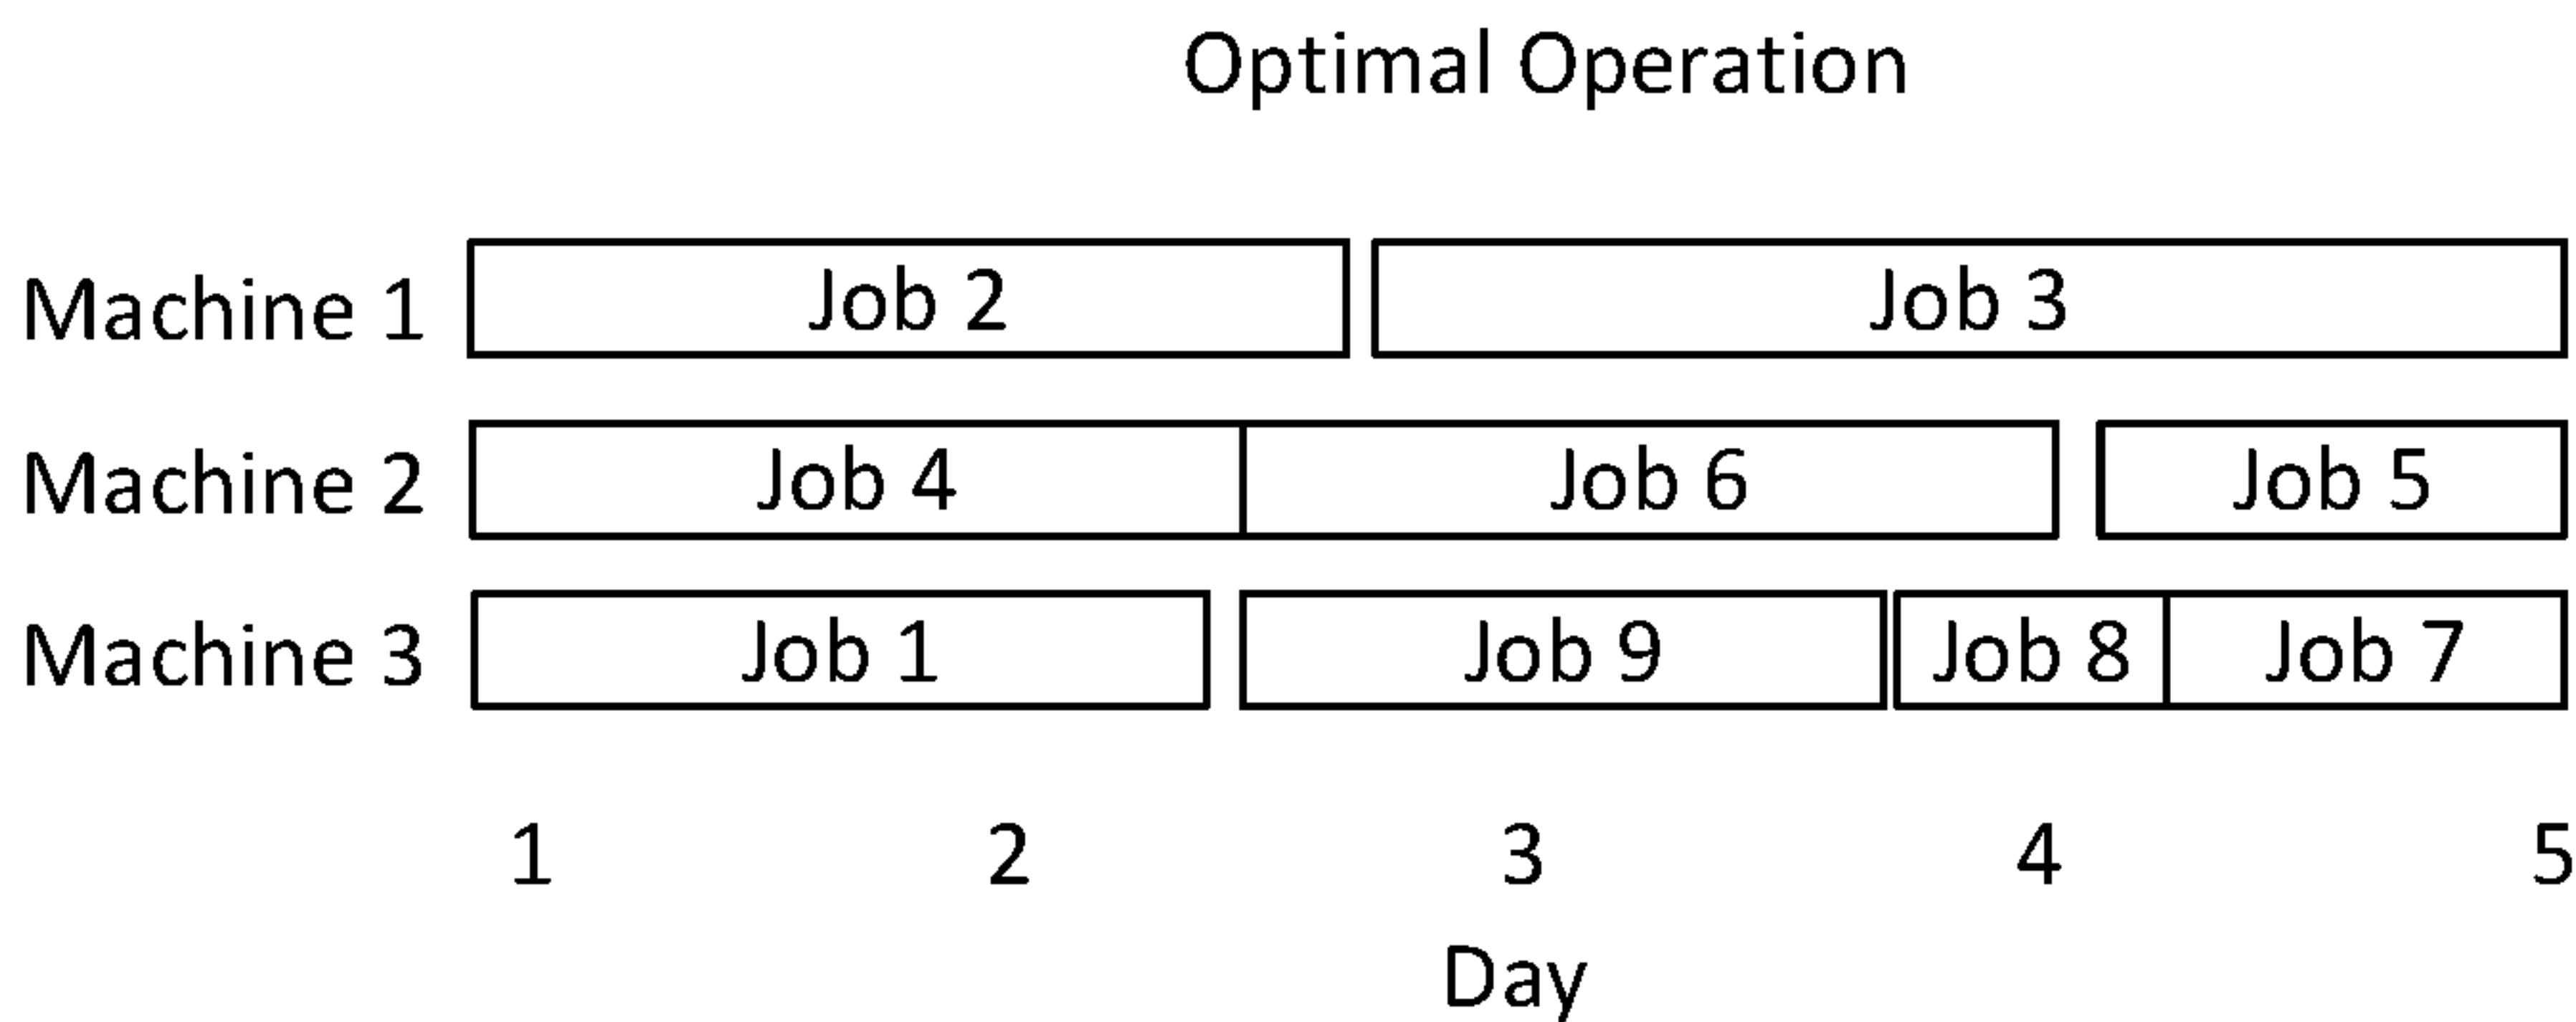 Optimal Operation
Machine 1 Job 2 Job 3
Machine 2 Job 4 Job 6 Job 5
Machine 3 Job 1 Job 9 Job 8 Job 7
1 2 3 4 5
Day